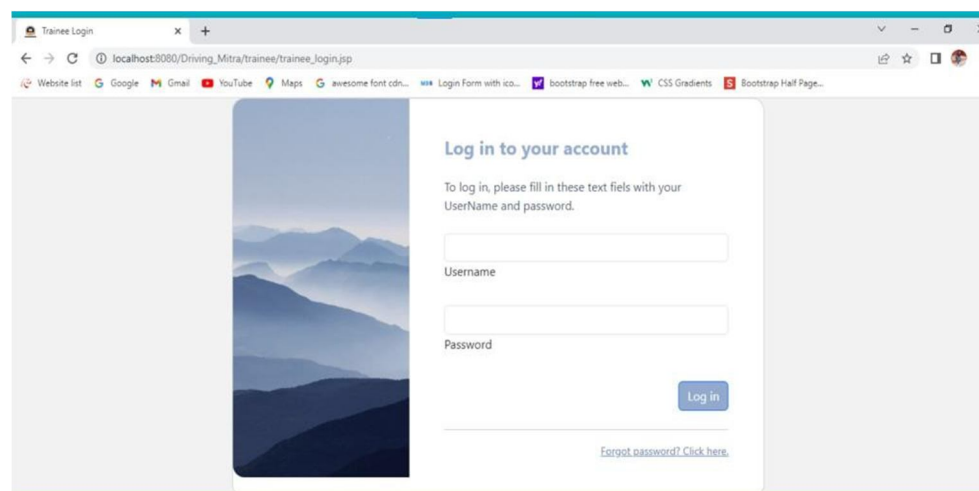 Trainee Login
localhost:8080/Driving_Mitra/trainee/trainee_login.jsp
Website list Google Gmail YouTube Maps awesome font cdn... Login Form with ico... bootstrap free web... CSS Gradients Bootstrap Half Page...
Log in to your account
To log in, please fill in these text fiels with your
UserName and password.
Username
Password
Log in
Forgot password? Click here.